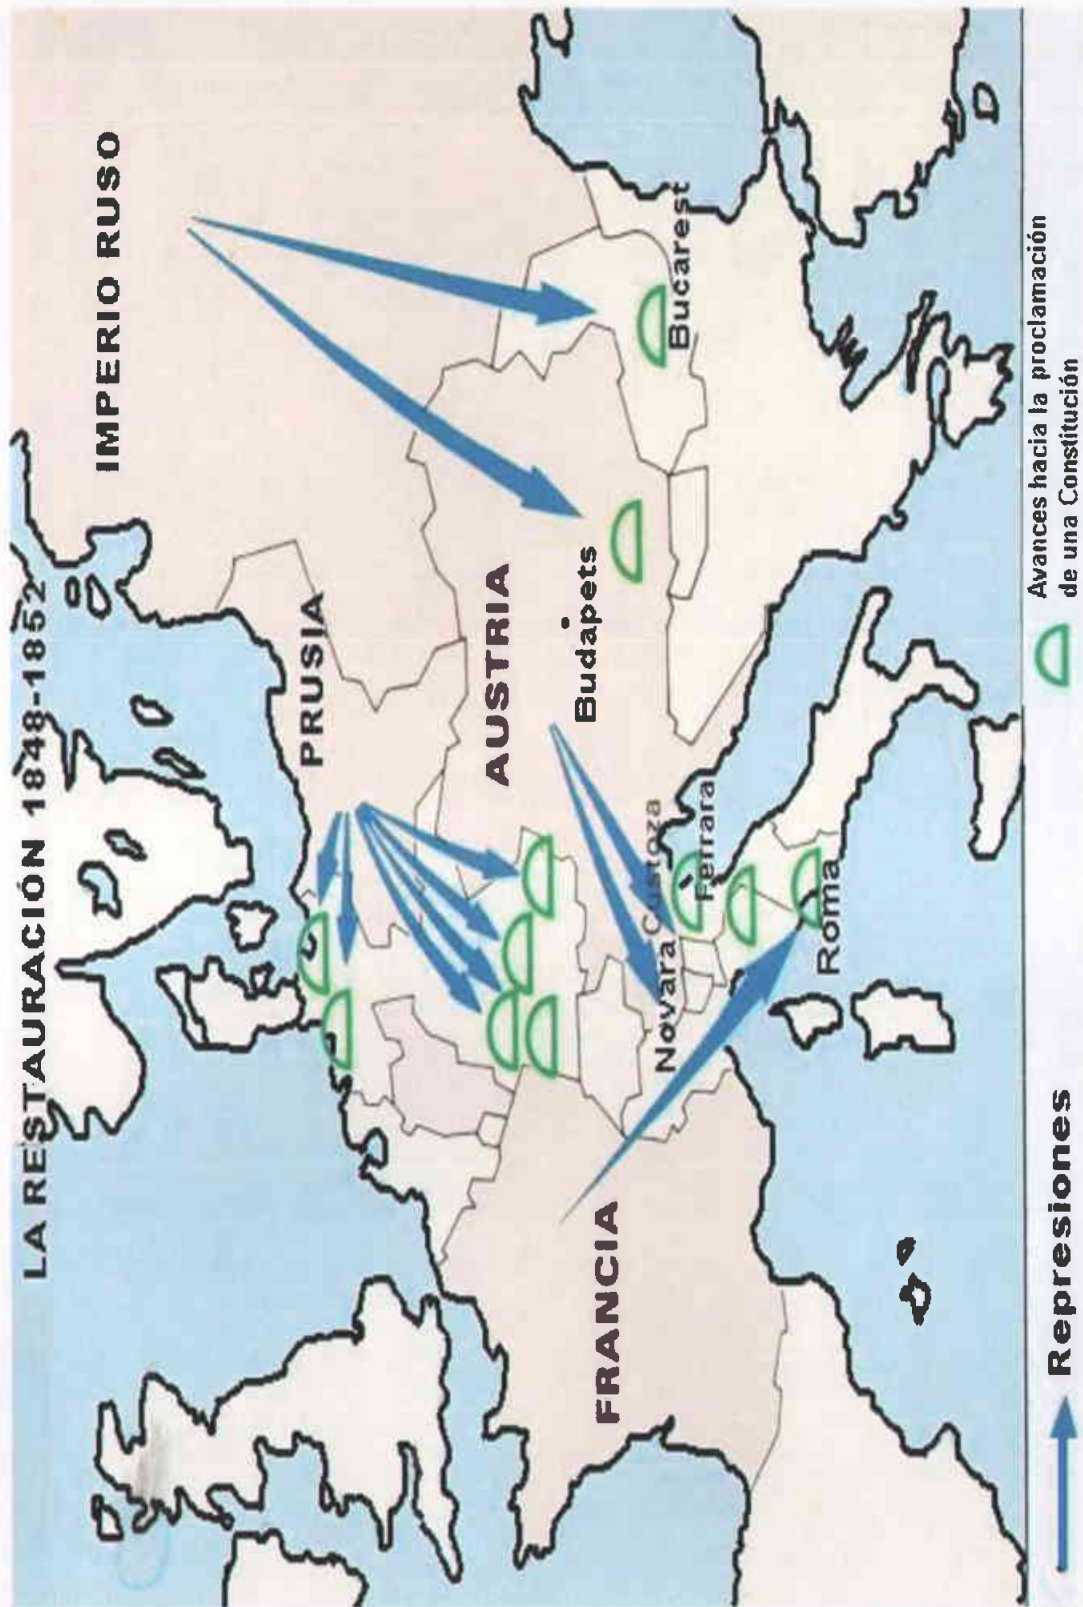 LA RESTAURACIÓN 1848-1852
IMPERIO RUSO
PRUSIA
AUSTRIA
Budapets
Bucarest
FRANCIA
Novara
Custoza
Ferrara
Roma
Represiones
Avances hacia la proclamación
de una Constitución